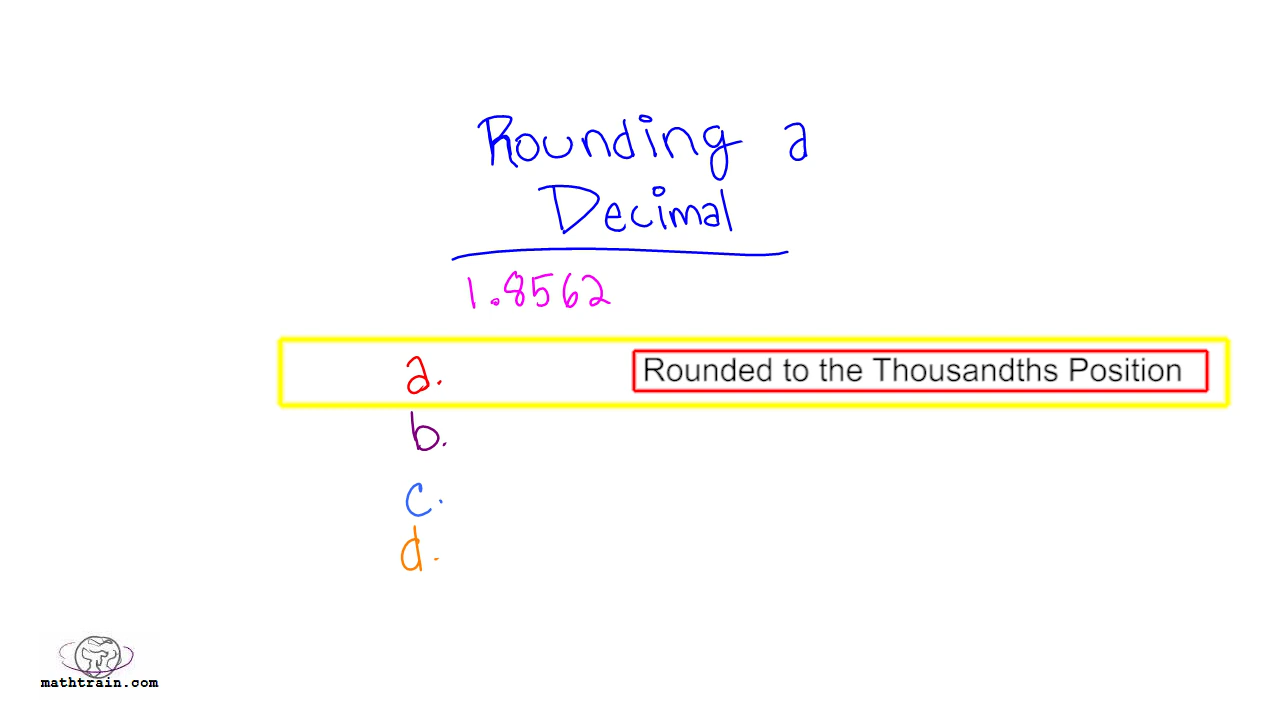 Rounding a
Decimal
1.8562
a.
Rounded to the Thousandths Position
b.
c.
d.
mathtrain.com